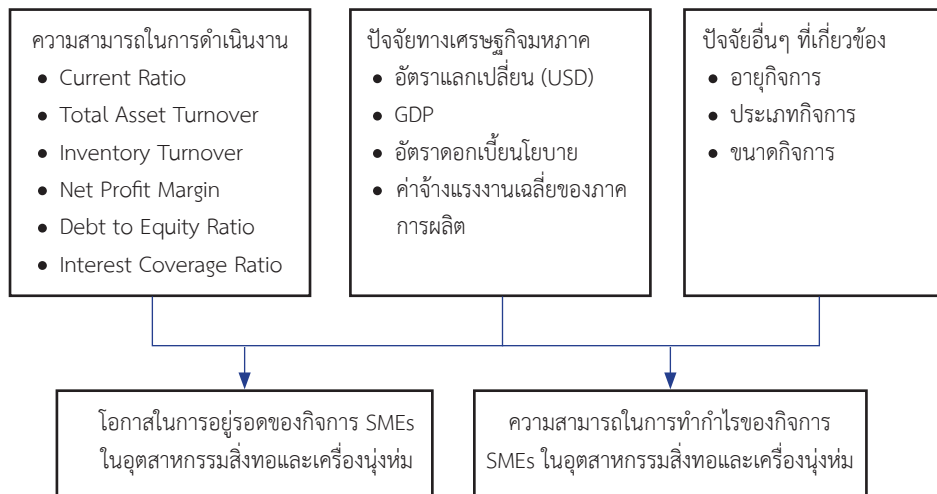 ความสามารถในการดำเนินงาน
• Current Ratio
• Total Asset Turnover
• Inventory Turnover
• Net Profit Margin
• Debt to Equity Ratio
• Interest Coverage Ratio
ปัจจัยทางเศรษฐกิจมหภาค
• อัตราแลกเปลี่ยน (USD)
• GDP
• อัตราดอกเบี้ยนโยบาย
• ค่าจ้างแรงงานเฉลี่ยของภาค
การผลิต
ปัจจัยอื่นๆ ที่เกี่ยวข้อง
• อายุกิจการ
• ประเภทกิจการ
• ขนาดกิจการ
โอกาสในการอยู่รอดของกิจการ SMEs
ในอุตสาหกรรมสิ่งทอและเครื่องนุ่งห่ม
ความสามารถในการทำกำไรของกิจการ
SMEs ในอุตสาหกรรมสิ่งทอและเครื่องนุ่งห่ม